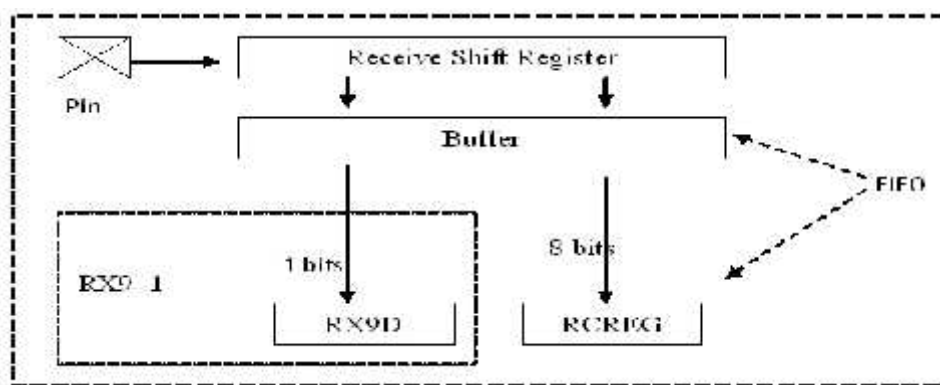 Receive Shift Register
Pin
Buffer
FIFO
8 bits
1 bits
RX9 1
RX9D
RCREG